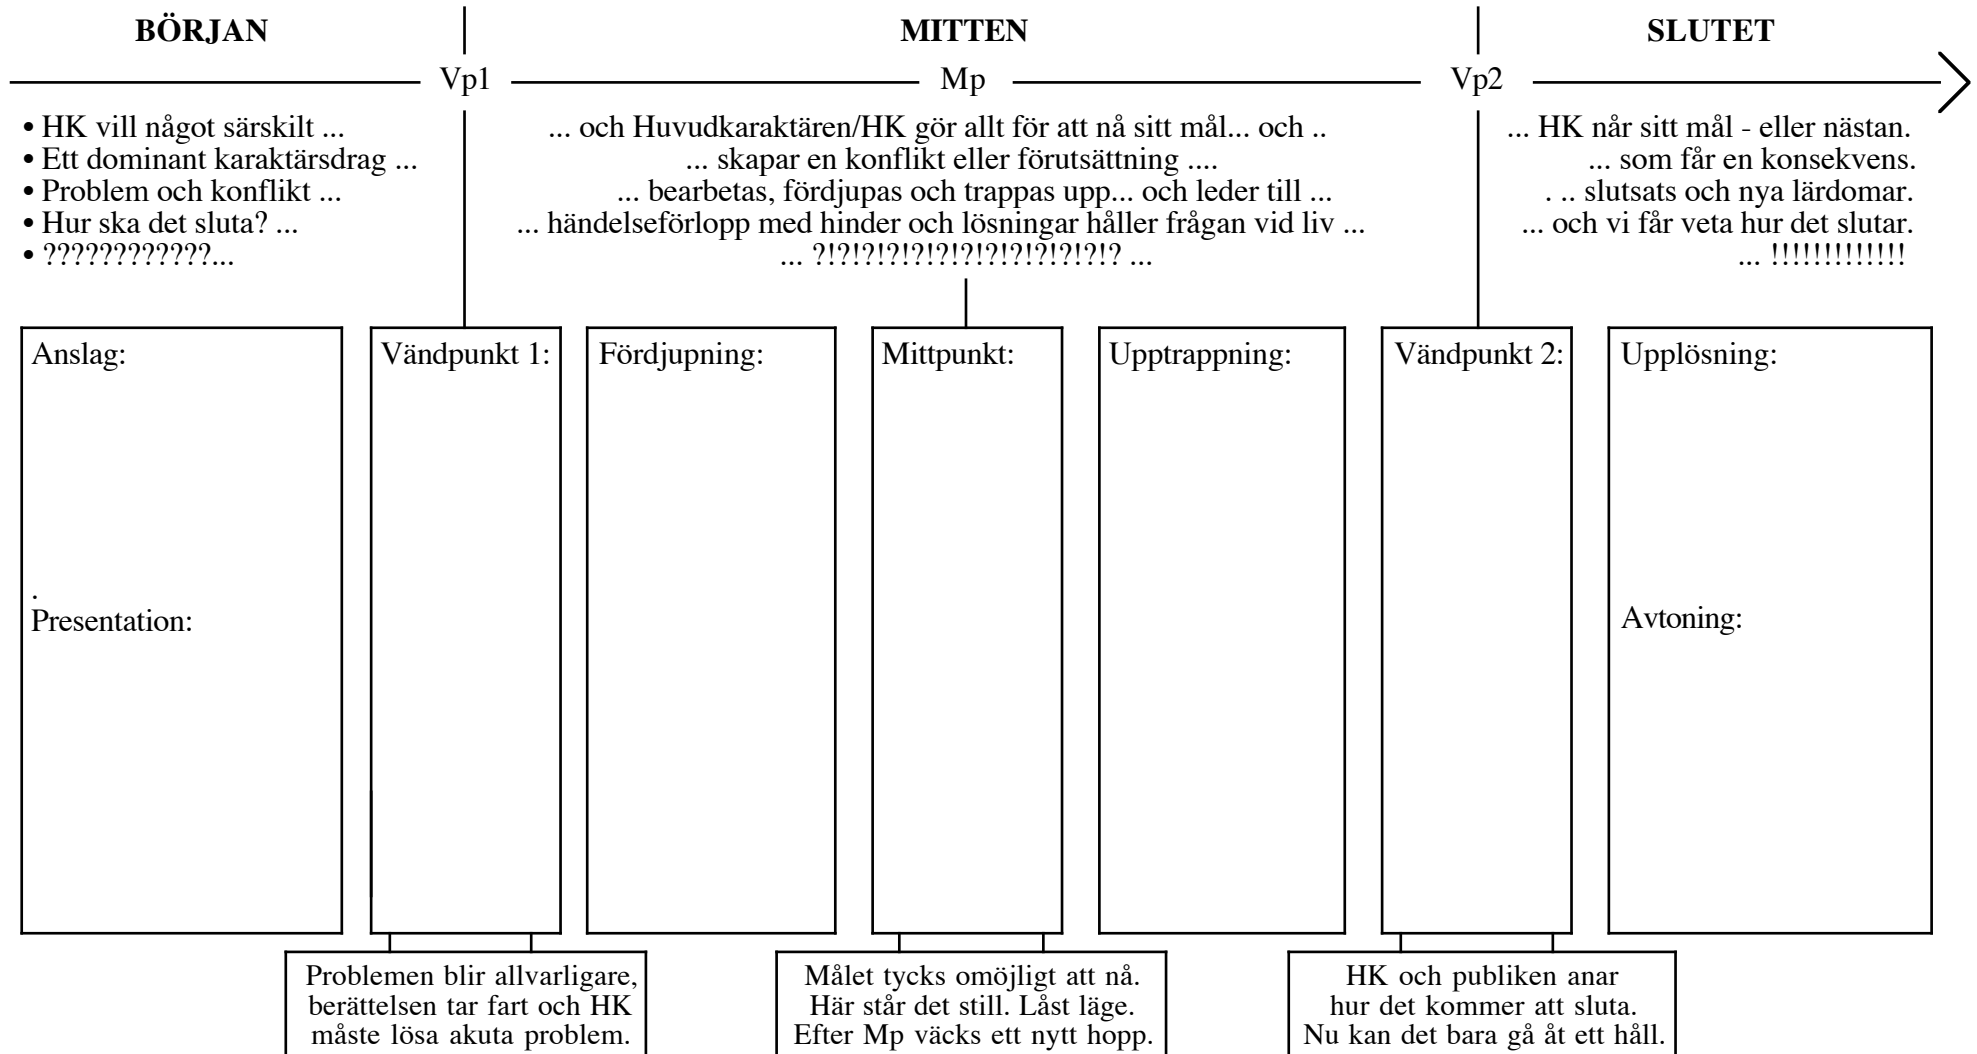 BÖRJAN
MITTEN
SLUTET
Vp1
Mp
Vp2
• HK vill något särskilt ...
• Ett dominant karaktärsdrag ...
• Problem och konflikt ...
• Hur ska det sluta? ...
• ????????????...
... och Huvudkaraktären/HK gör allt för att nå sitt mål... och ..
... skapar en konflikt eller förutsättning ....
... bearbetas, fördjupas och trappas upp... och leder till ...
... händelseförlopp med hinder och lösningar håller frågan vid liv ...
... ?!?!?!?!?!?!?!?!?!?!?!?!? ...
... HK når sitt mål - eller nästan.
... som får en konsekvens.
. .. slutsats och nya lärdomar.
... och vi får veta hur det slutar.
... !!!!!!!!!!!!!
Anslag:
.
Presentation:
Vändpunkt 1:
Fördjupning:
Mittpunkt:
Upptrappning:
Vändpunkt 2:
Upplösning:
Avtoning:
Problemen blir allvarligare,
berättelsen tar fart och HK
måste lösa akuta problem.
Målet tycks omöjligt att nå.
Här står det still. Låst läge.
Efter Mp väcks ett nytt hopp.
HK och publiken anar
hur det kommer att sluta.
Nu kan det bara gå åt ett håll.